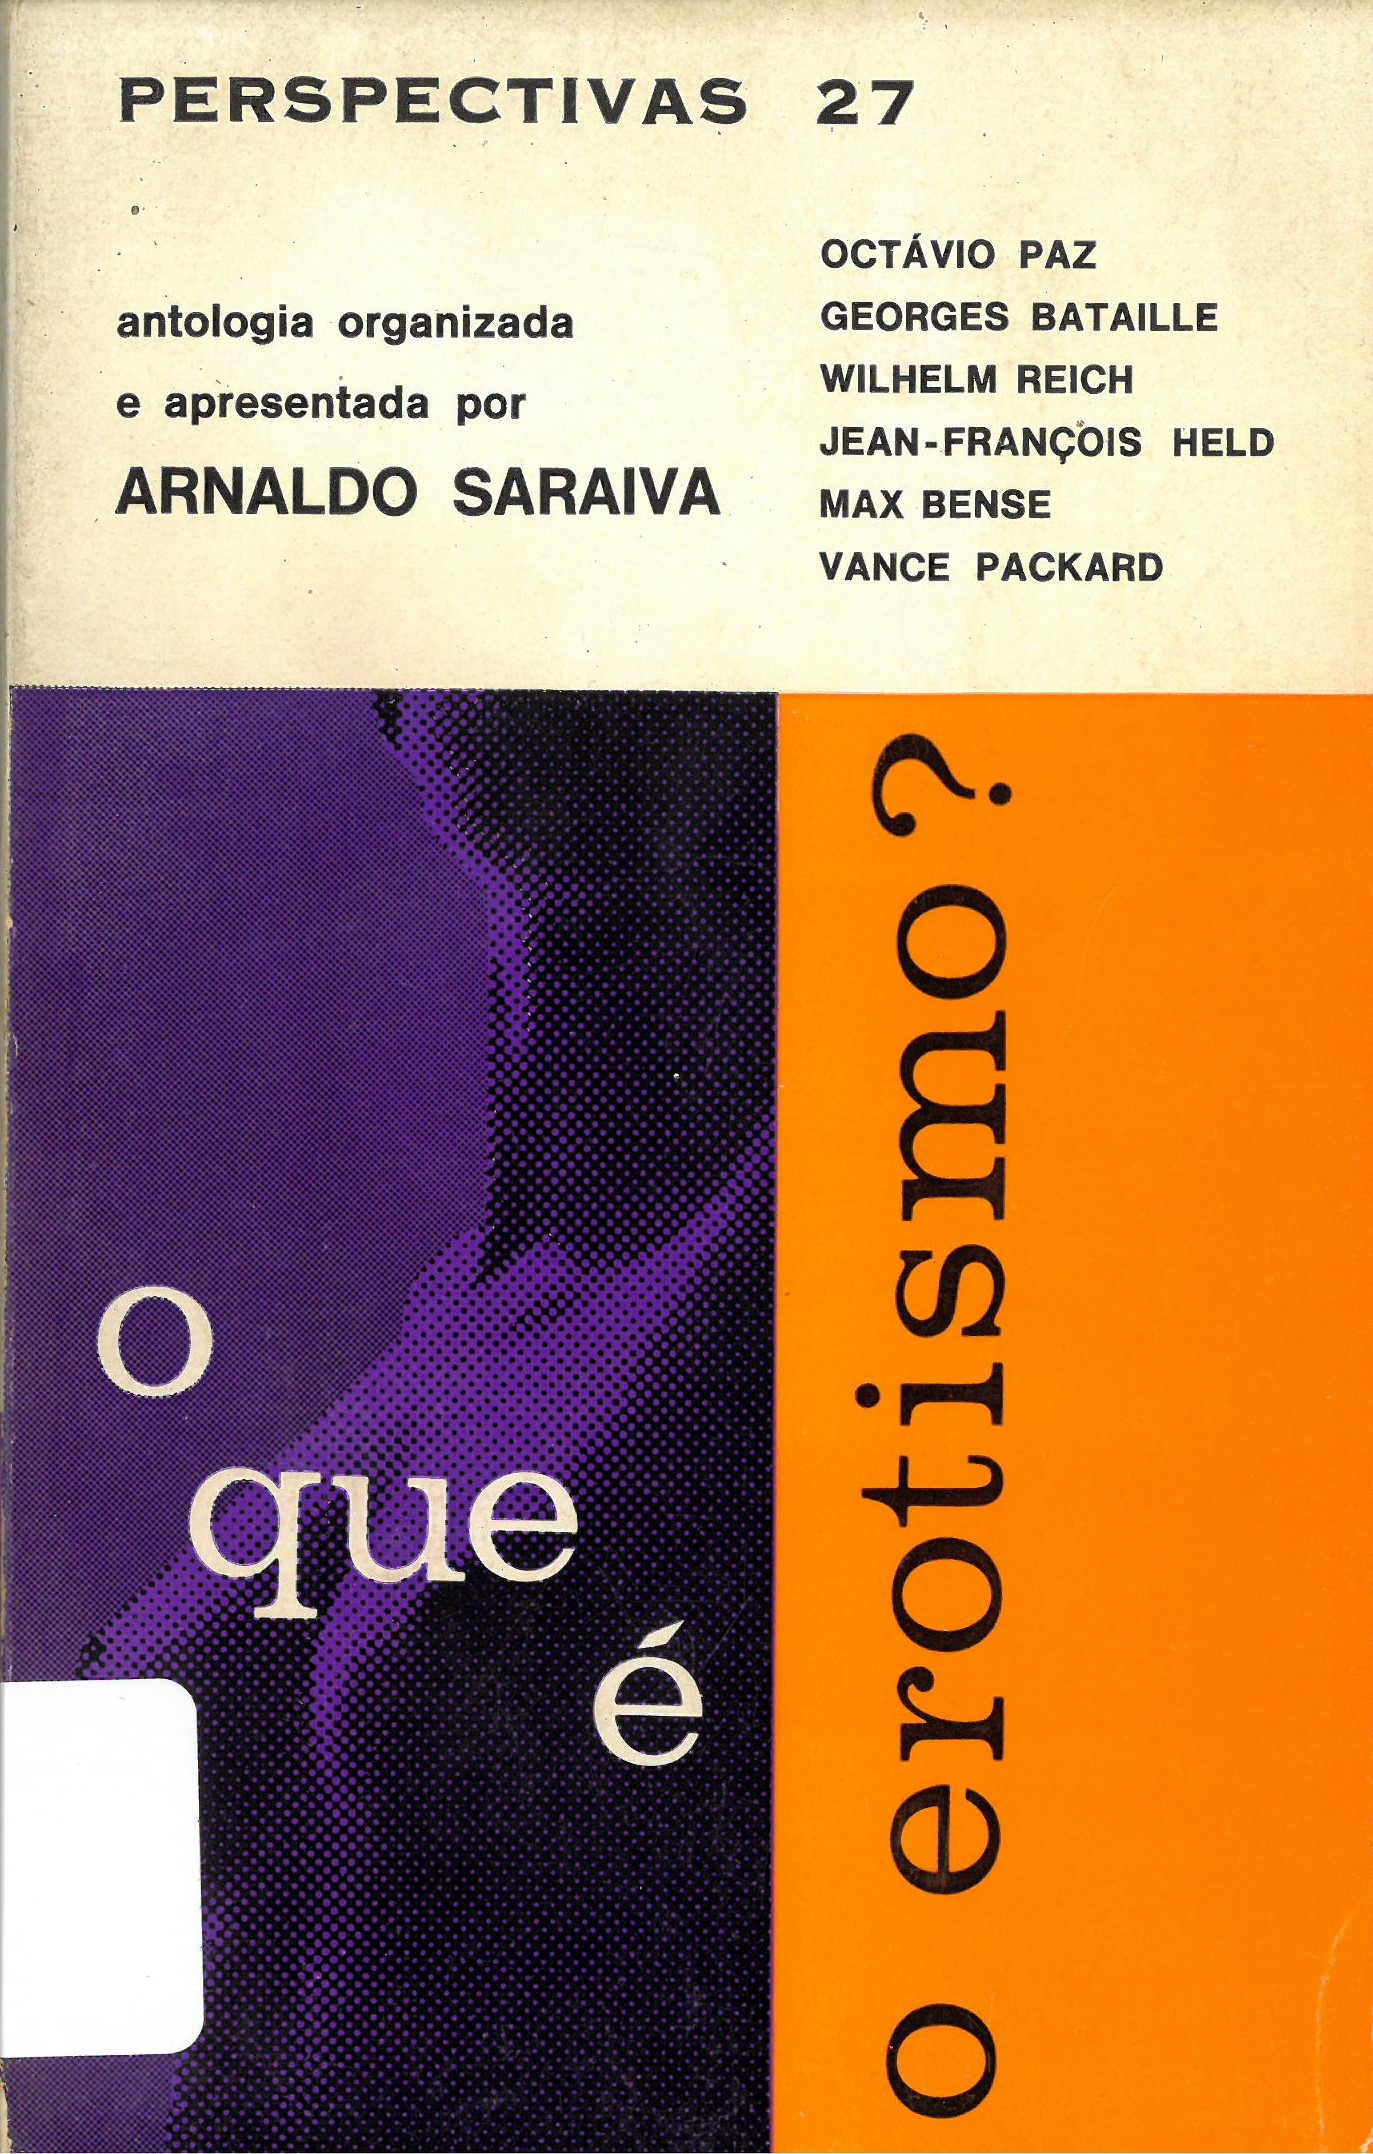 PERSPECTIVAS 27
antologia organizada
e apresentada por
ARNALDO SARAIVA
OCTÁVIO PAZ
GEORGES BATAILLE
WILHELM REICH
JEAN-FRANÇOIS HELD
MAX BENSE
VANCE PACKARD
o
que
é
o erotismo?